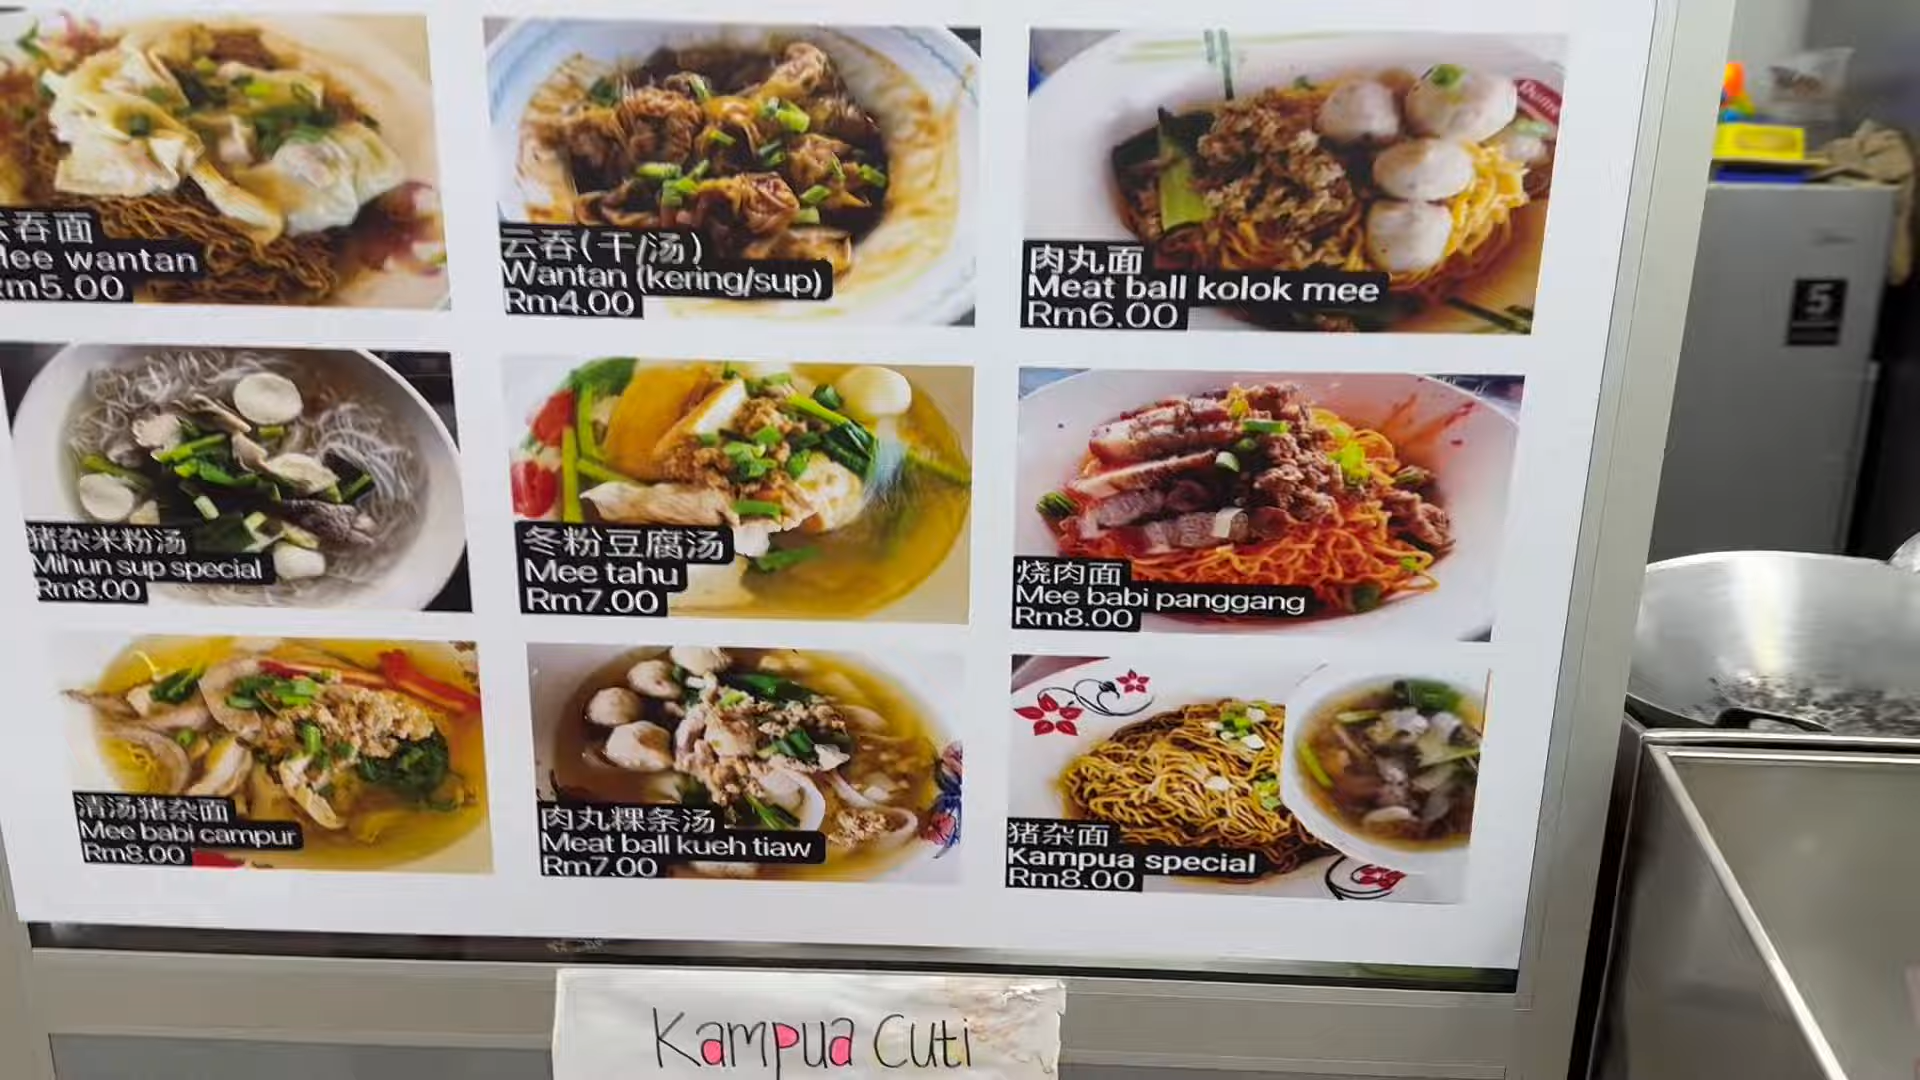 吞面
Mee wantan
Rm5.00
云吞(干/汤)
Wantan (kering/sup)
Rm4.00
肉丸面
Meat ball kolok mee
Rm6.00
猪杂米粉汤
Mihun sup special
Rm8.00
冬粉豆腐汤
Mee tahu
Rm7.00
烧肉面
Mee babi panggang
Rm8.00
清汤猪杂面
Mee babi campur
Rm8.00
肉丸粿条汤
Meat ball kueh tiaw
Rm7.00
猪杂面
Kampua special
Rm8.00
Kampua Cuti
5